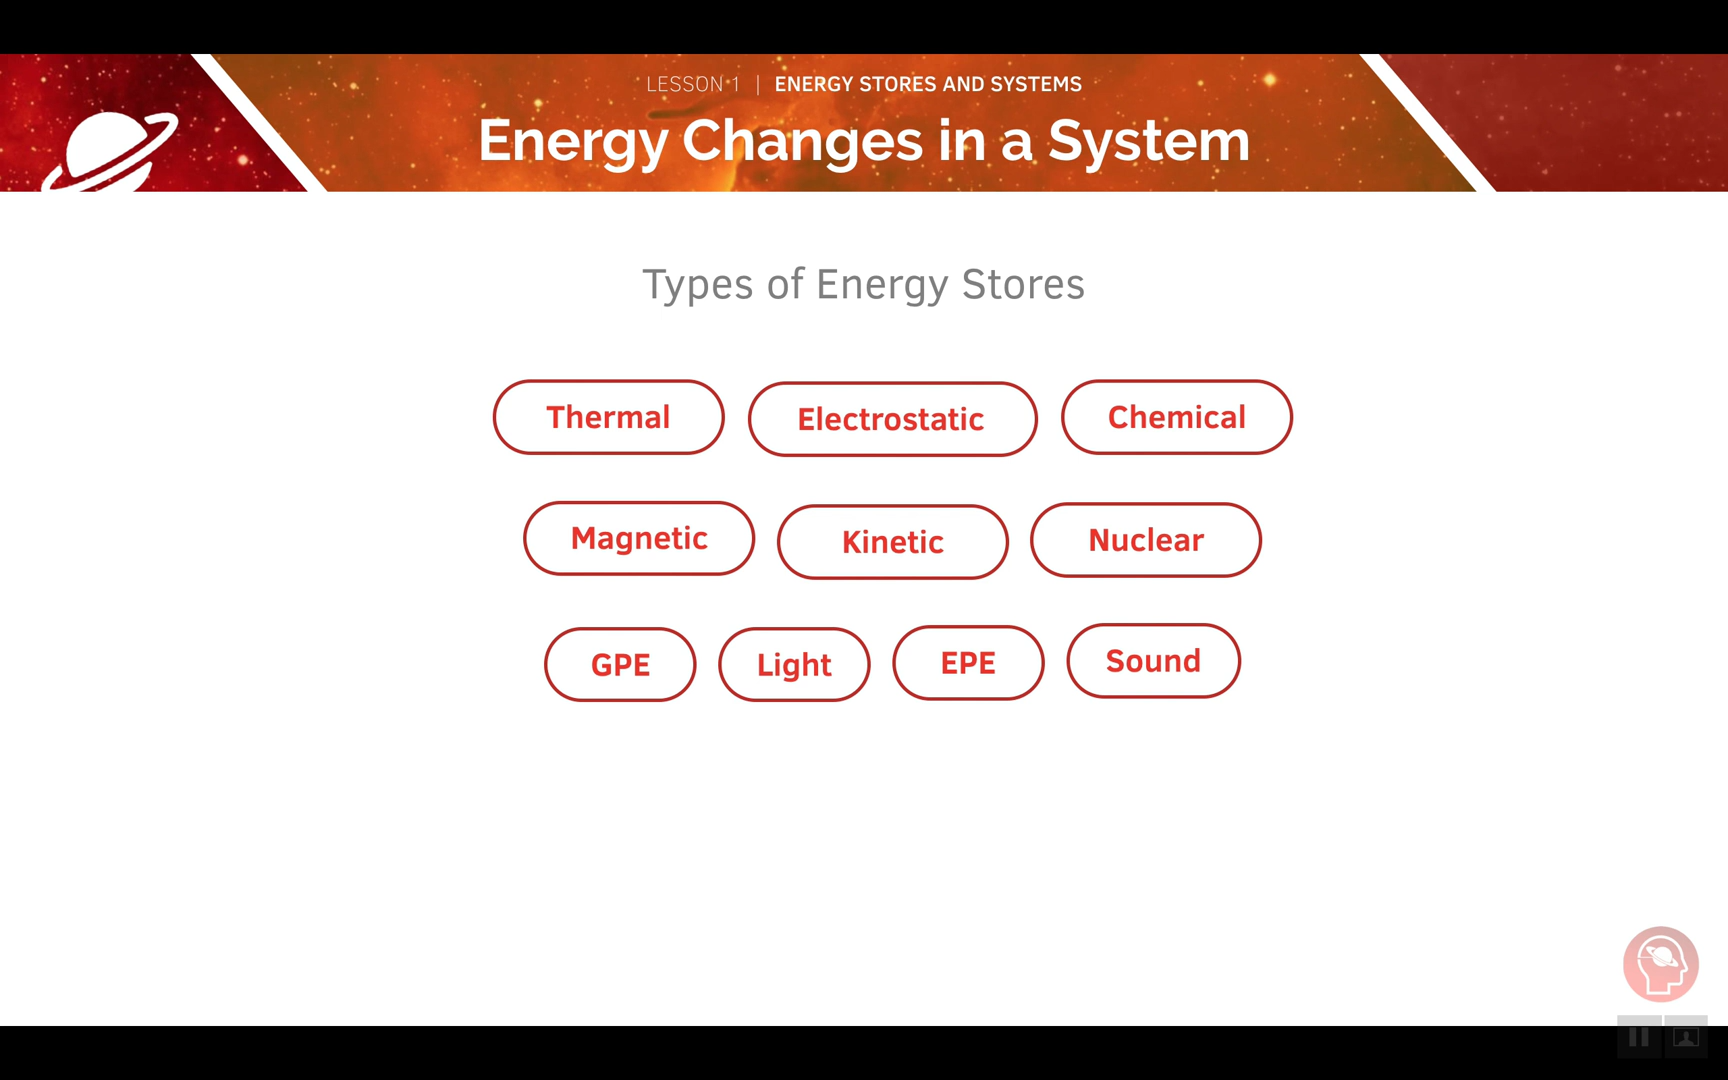 LESSON 1 | ENERGY STORES AND SYSTEMS
Energy Changes in a System
Types of Energy Stores
Thermal Electrostatic Chemical
Magnetic Kinetic Nuclear
GPE Light EPE Sound